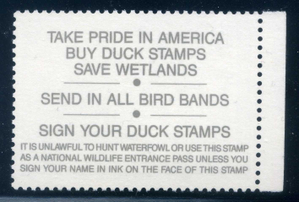 TAKE PRIDE IN AMERICA
BUY DUCK STAMPS
SAVE WETLANDS
SEND IN ALL BIRD BANDS
SIGN YOUR DUCK STAMPS
IT IS UNLAWFUL TO HUNT WATERFOWL OR USE THIS STAMP
AS A NATIONAL WILDLIFE ENTRANCE PASS UNLESS YOU
SIGN YOUR NAME IN INK ON THE FACE OF THIS STAMP